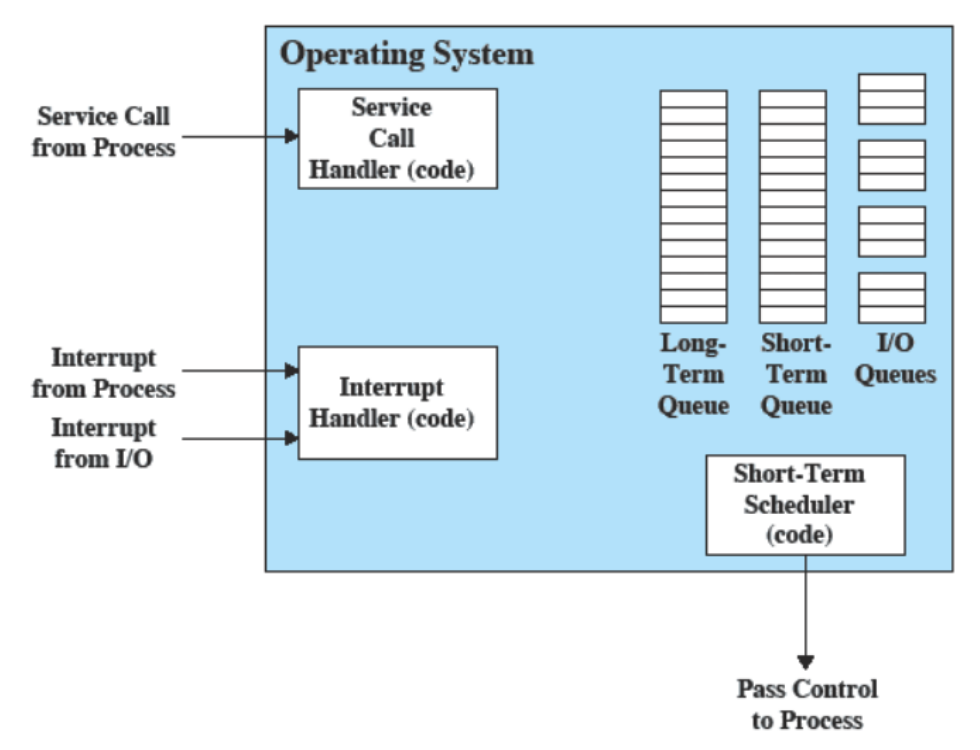 Operating System
Service Call
from Process
Service
Call
Handler (code)
Interrupt
from Process
Interrupt
from I/O
Interrupt
Handler (code)
Long-
Term
Queue
Short-
Term
Queue
I/O
Queues
Short-Term
Scheduler
(code)
Pass Control
to Process